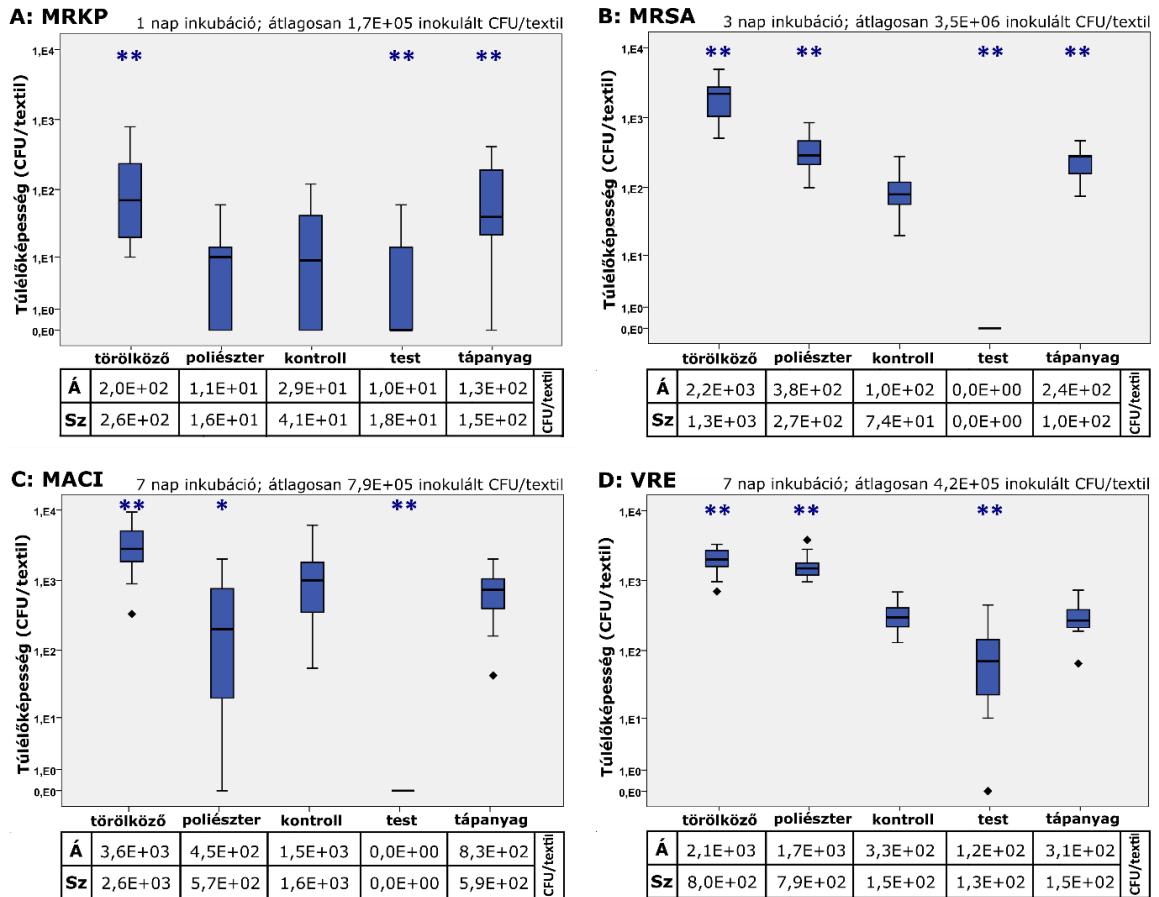 A: MRKP
1 nap inkubáció; átlagosan 1,7E+05 inokulált CFU/textil
Túlélőképesség (CFU/textil)
1,E4
1,E3
1,E2
1,E1
1,E0
0,E0
** ** **
törölköző poliészter kontroll test tápanyag
Á 2,0E+02 1,1E+01 2,9E+01 1,0E+01 1,3E+02
Sz 2,6E+02 1,6E+01 4,1E+01 1,8E+01 1,5E+02
CFU/textil
B: MRSA
3 nap inkubáció; átlagosan 3,5E+06 inokulált CFU/textil
Túlélőképesség (CFU/textil)
1,E4
1,E3
1,E2
1,E1
1,E0
0,E0
** ** ** **
törölköző poliészter kontroll test tápanyag
Á 2,2E+03 3,8E+02 1,0E+02 0,0E+00 2,4E+02
Sz 1,3E+03 2,7E+02 7,4E+01 0,0E+00 1,0E+02
CFU/textil
C: MACI
7 nap inkubáció; átlagosan 7,9E+05 inokulált CFU/textil
Túlélőképesség (CFU/textil)
1,E4
1,E3
1,E2
1,E1
1,E0
0,E0
** * **
törölköző poliészter kontroll test tápanyag
Á 3,6E+03 4,5E+02 1,5E+03 0,0E+00 8,3E+02
Sz 2,6E+03 5,7E+02 1,6E+03 0,0E+00 5,9E+02
CFU/textil
D: VRE
7 nap inkubáció; átlagosan 4,2E+05 inokulált CFU/textil
Túlélőképesség (CFU/textil)
1,E4
1,E3
1,E2
1,E1
1,E0
0,E0
** ** **
törölköző poliészter kontroll test tápanyag
Á 2,1E+03 1,7E+03 3,3E+02 1,2E+02 3,1E+02
Sz 8,0E+02 7,9E+02 1,5E+02 1,3E+02 1,5E+02
CFU/textil